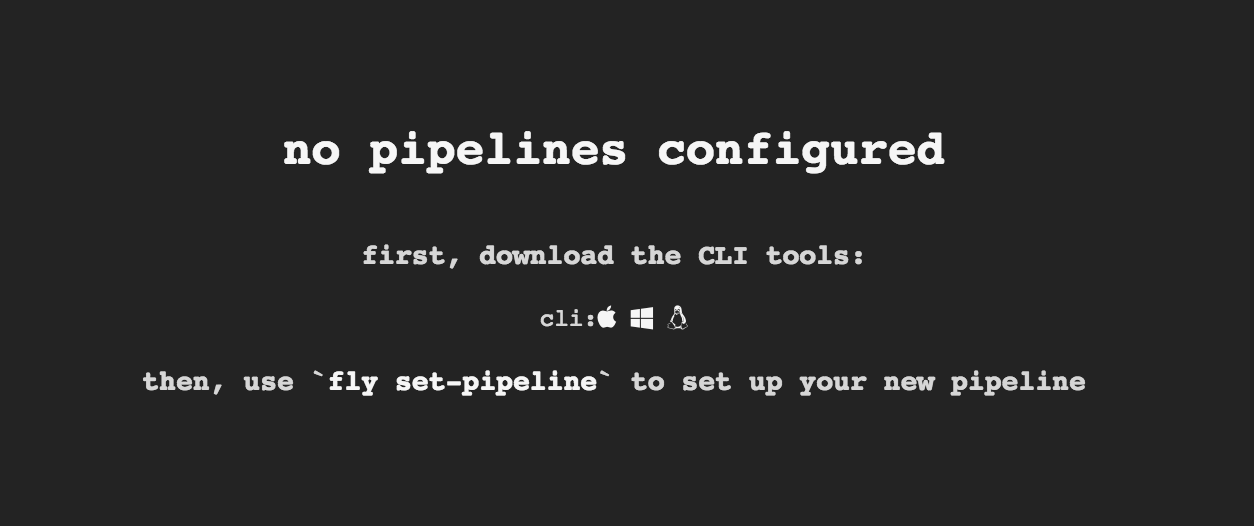 no pipelines configured
first, download the CLI tools:
cli:
then, use `fly set-pipeline` to set up your new pipeline